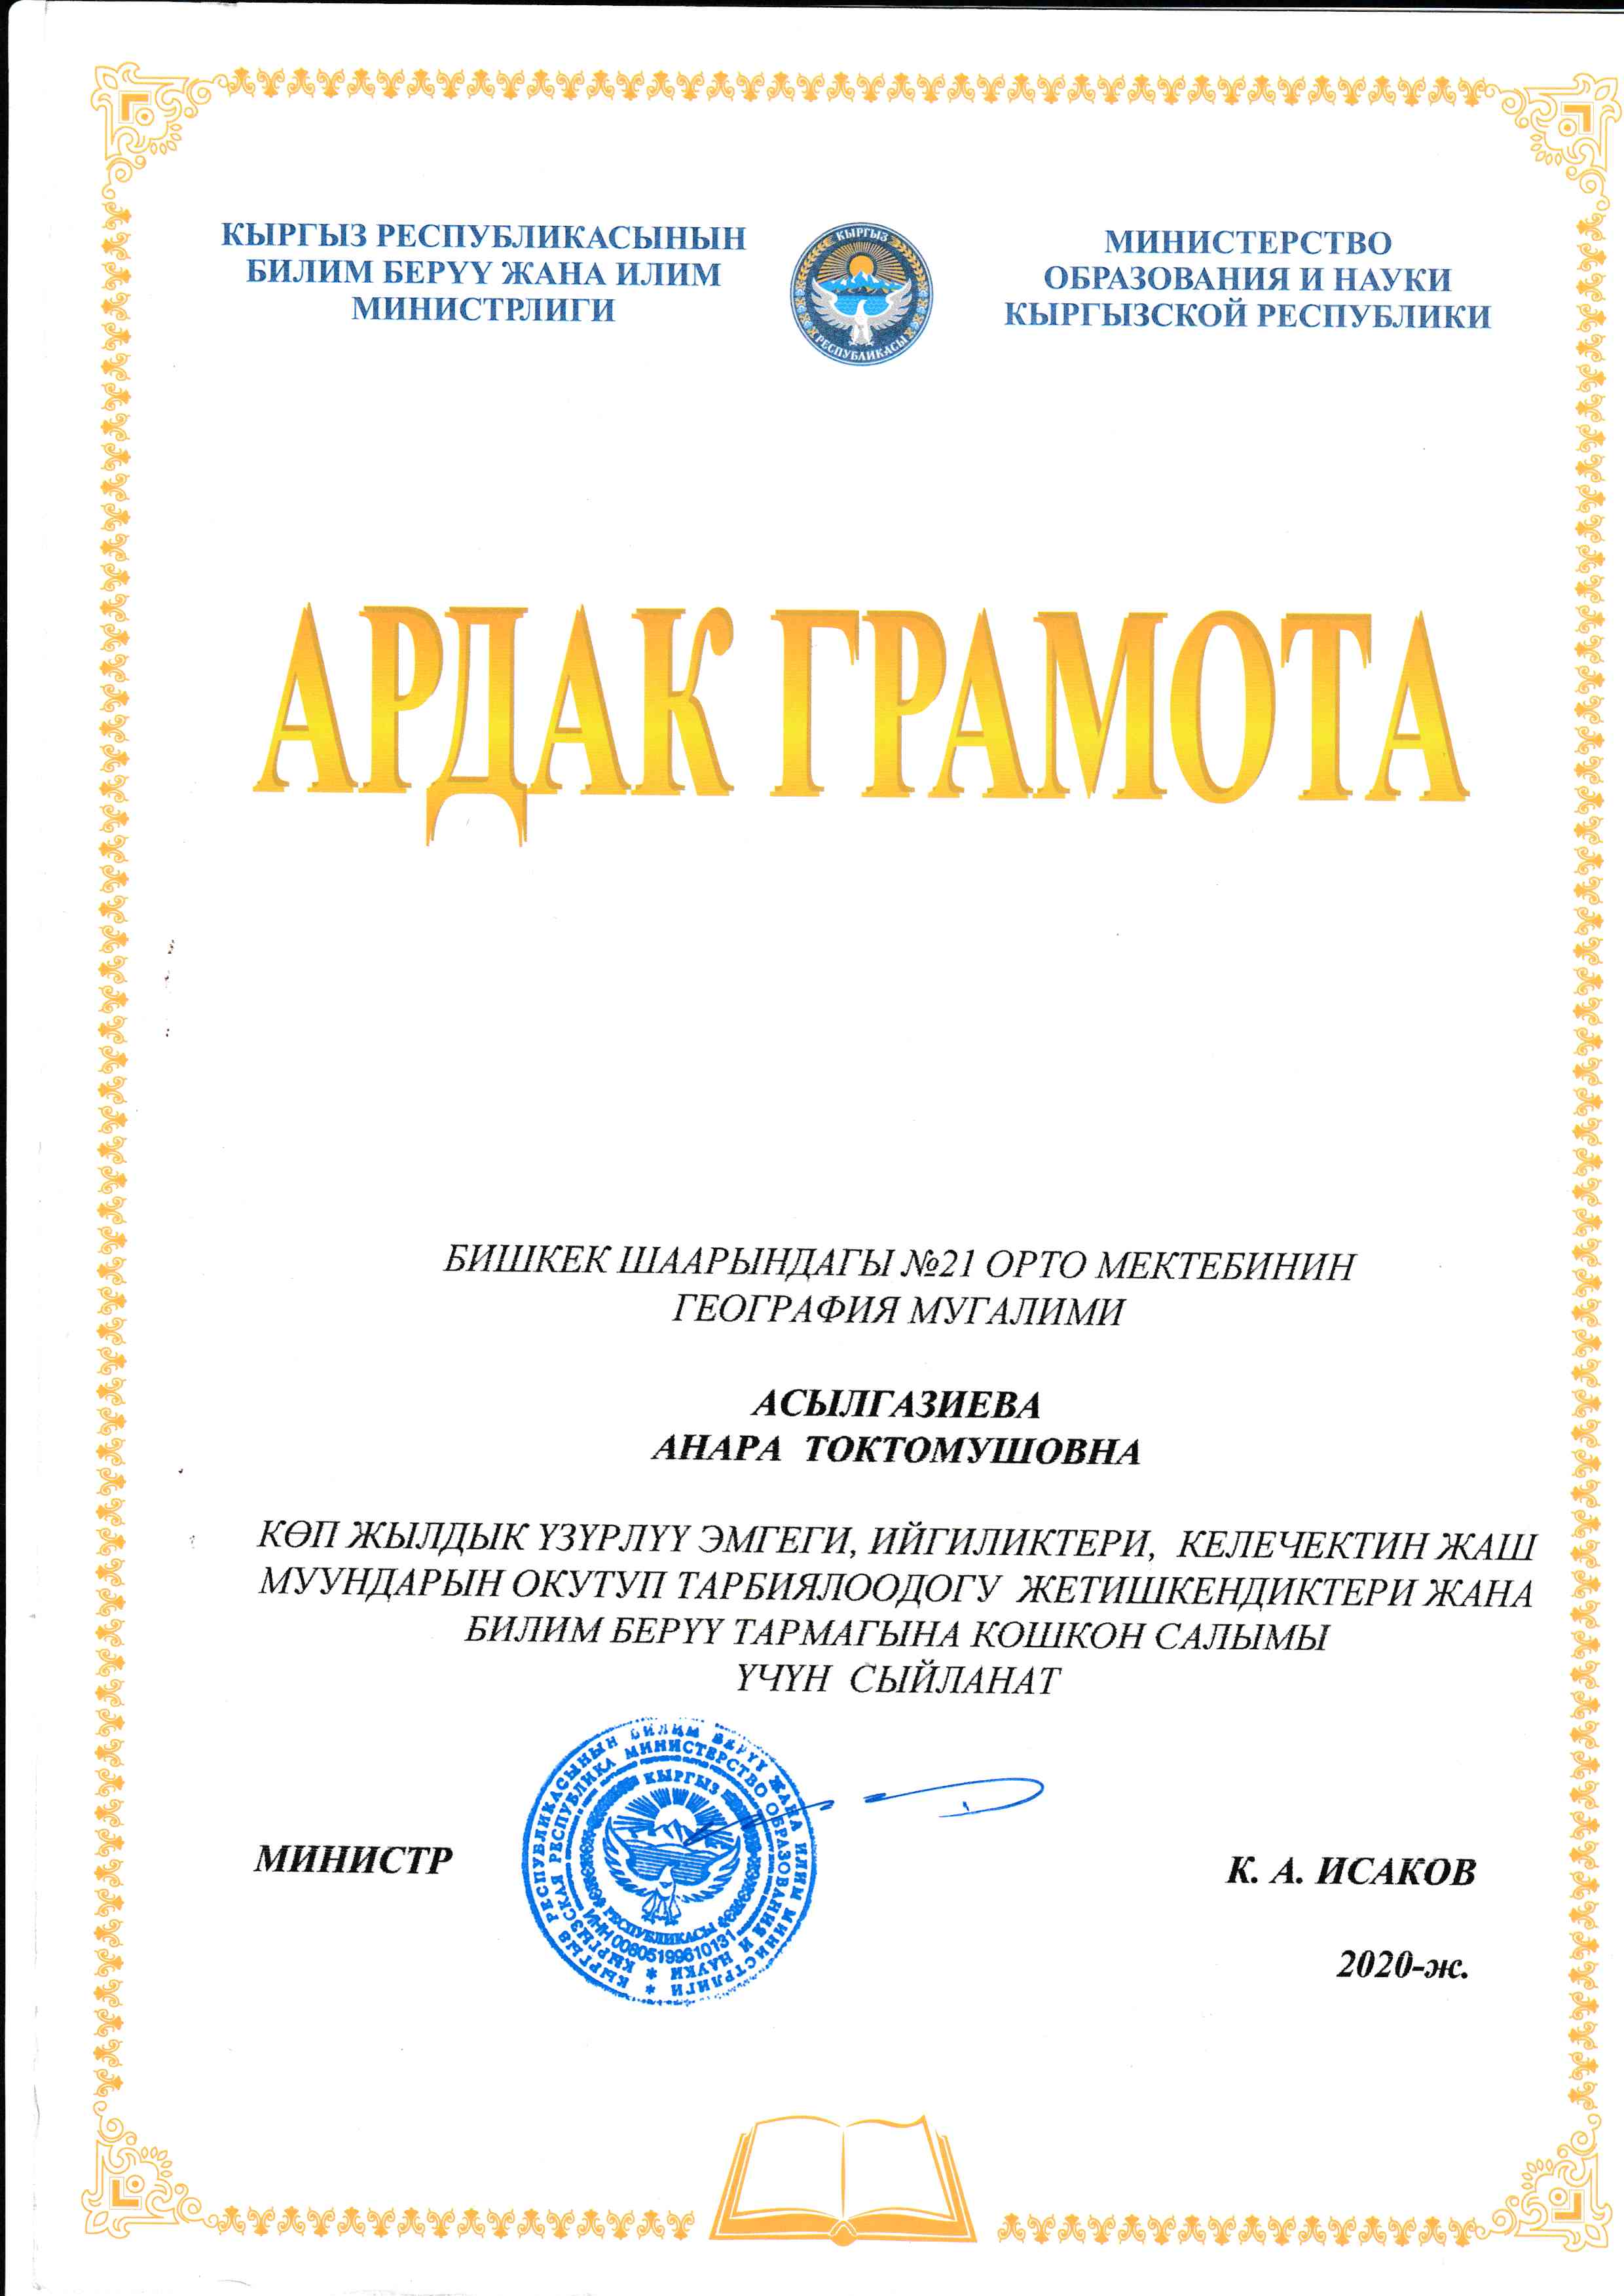 КЫРГЫЗ РЕСПУБЛИКАСЫНЫН
БИЛИМ БЕРҮҮ ЖАНА ИЛИМ
МИНИСТРЛИГИ
КЫРГЫЗ
РЕСПУБЛИКАСЫ
МИНИСТЕРСТВО
ОБРАЗОВАНИЯ И НАУКИ
КЫРГЫЗСКОЙ РЕСПУБЛИКИ
АРДАК ГРАМОТА
БИШКЕК ШААРЫНДАГЫ №21 ОРТО МЕКТЕБИНИН
ГЕОГРАФИЯ МУГАЛИМИ
АСЫЛГАЗИЕВА
АНАРА ТОКТОМУШОВНА
КӨП ЖЫЛДЫК ҮЗҮРЛҮҮ ЭМГЕГИ, ИЙГИЛИКТЕРИ, КЕЛЕЧЕКТИН ЖАШ
МУУНДАРЫН ОКУТУП ТАРБИЯЛООДОГУ ЖЕТИШКЕНДИКТЕРИ ЖАНА
БИЛИМ БЕРҮҮ ТАРМАГЫНА КОШКОН САЛЫМЫ
ҮЧҮН СЫЙЛАНАТ
МИНИСТР
КЫРГЫЗ РЕСПУБЛИКАСЫНЫН БИЛИМ БЕРҮҮ ЖАНА ИЛИМ МИНИСТРЛИГИ
КЫРГЫЗСКАЯ РЕСПУБЛИКА МИНИСТЕРСТВО ОБРАЗОВАНИЯ И НАУКИ
КЫРГЫЗ
РЕСПУБЛИКАСЫ
ИНН 00805199610131
К. А. ИСАКОВ
2020-ж.